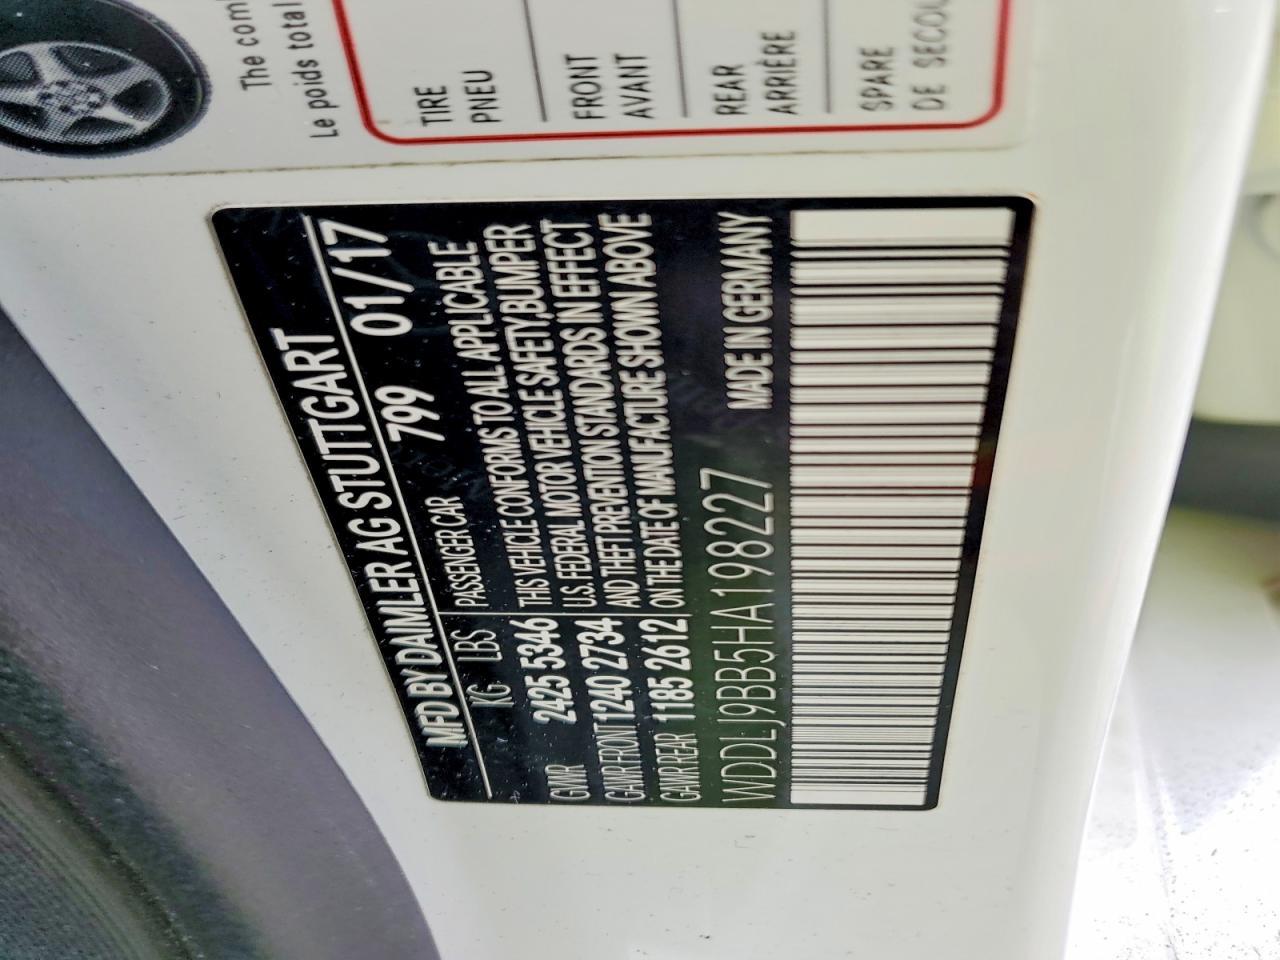 The com
Le poids total
TIRE
PNEU
FRONT
AVANT
REAR
ARRIÈRE
SPARE
DE SECOU
MFD BY DAIMLER AG STUTTGART
799 01/17
KG LBS PASSENGER CAR
GVWR 2425 5346
GAWR FRONT 1240 2734
GAWR REAR 1185 2612
THIS VEHICLE CONFORMS TO ALL APPLICABLE
U.S. FEDERAL MOTOR VEHICLE SAFETY,BUMPER
AND THEFT PREVENTION STANDARDS IN EFFECT
ON THE DATE OF MANUFACTURE SHOWN ABOVE
WDDLJ9BB5HA198227 MADE IN GERMANY